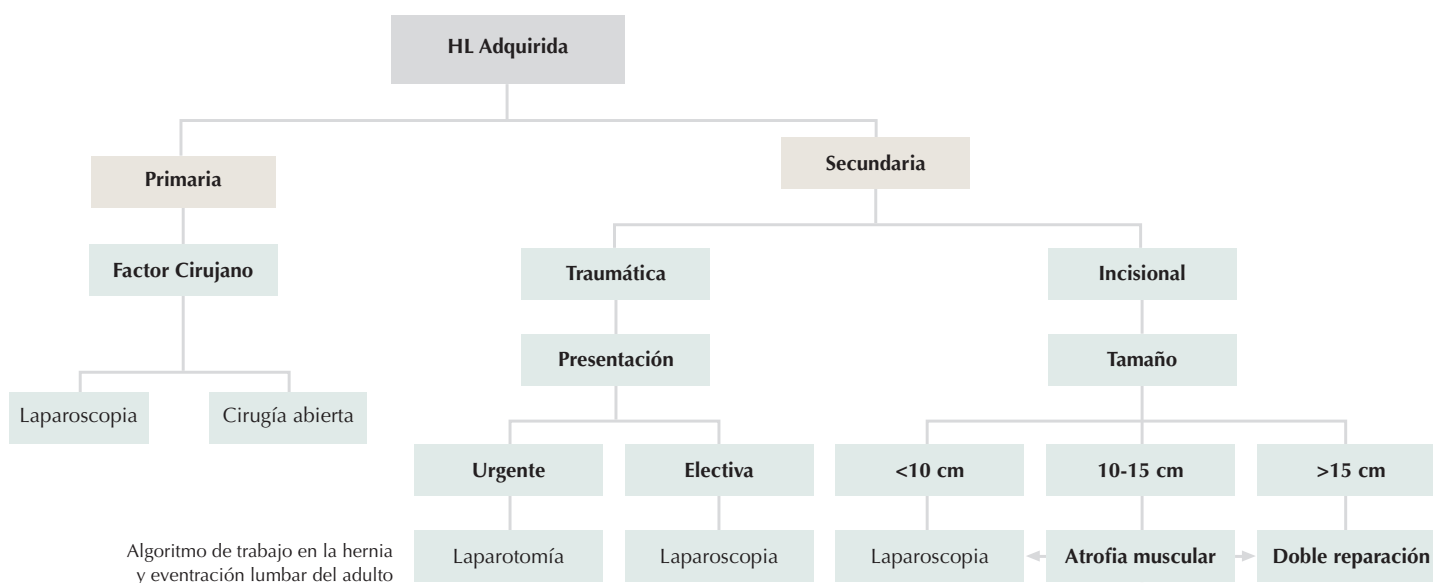 HL Adquirida
Primaria
Secundaria
Factor Cirujano
Traumática
Incisional
Presentación
Tamaño
Laparoscopia
Cirugía abierta
Urgente
Electiva
<10 cm
10-15 cm
>15 cm
Laparotomía
Laparoscopia
Laparoscopia
Atrofia muscular
Doble reparación
Algoritmo de trabajo en la hernia
y eventración lumbar del adulto